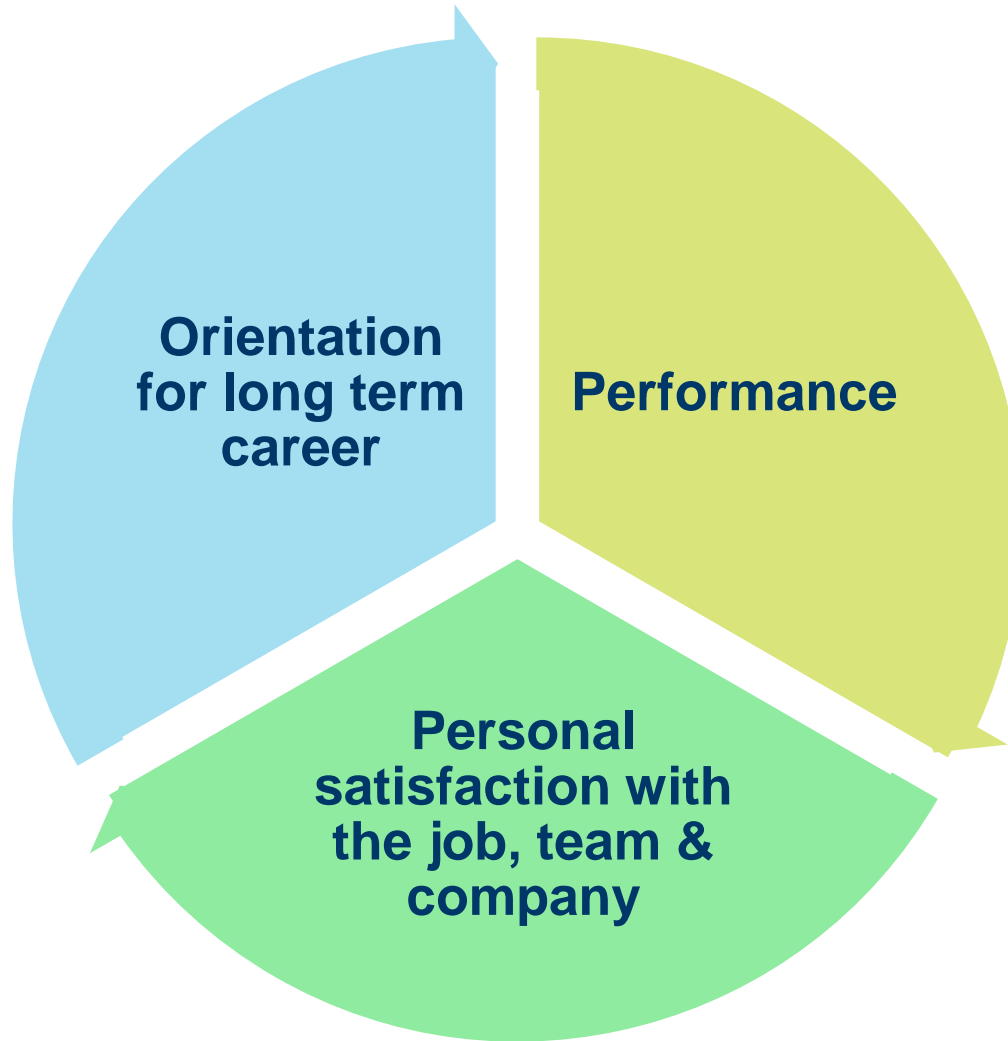 Orientation
for long term
career
Performance
Personal
satisfaction with
the job, team &
company